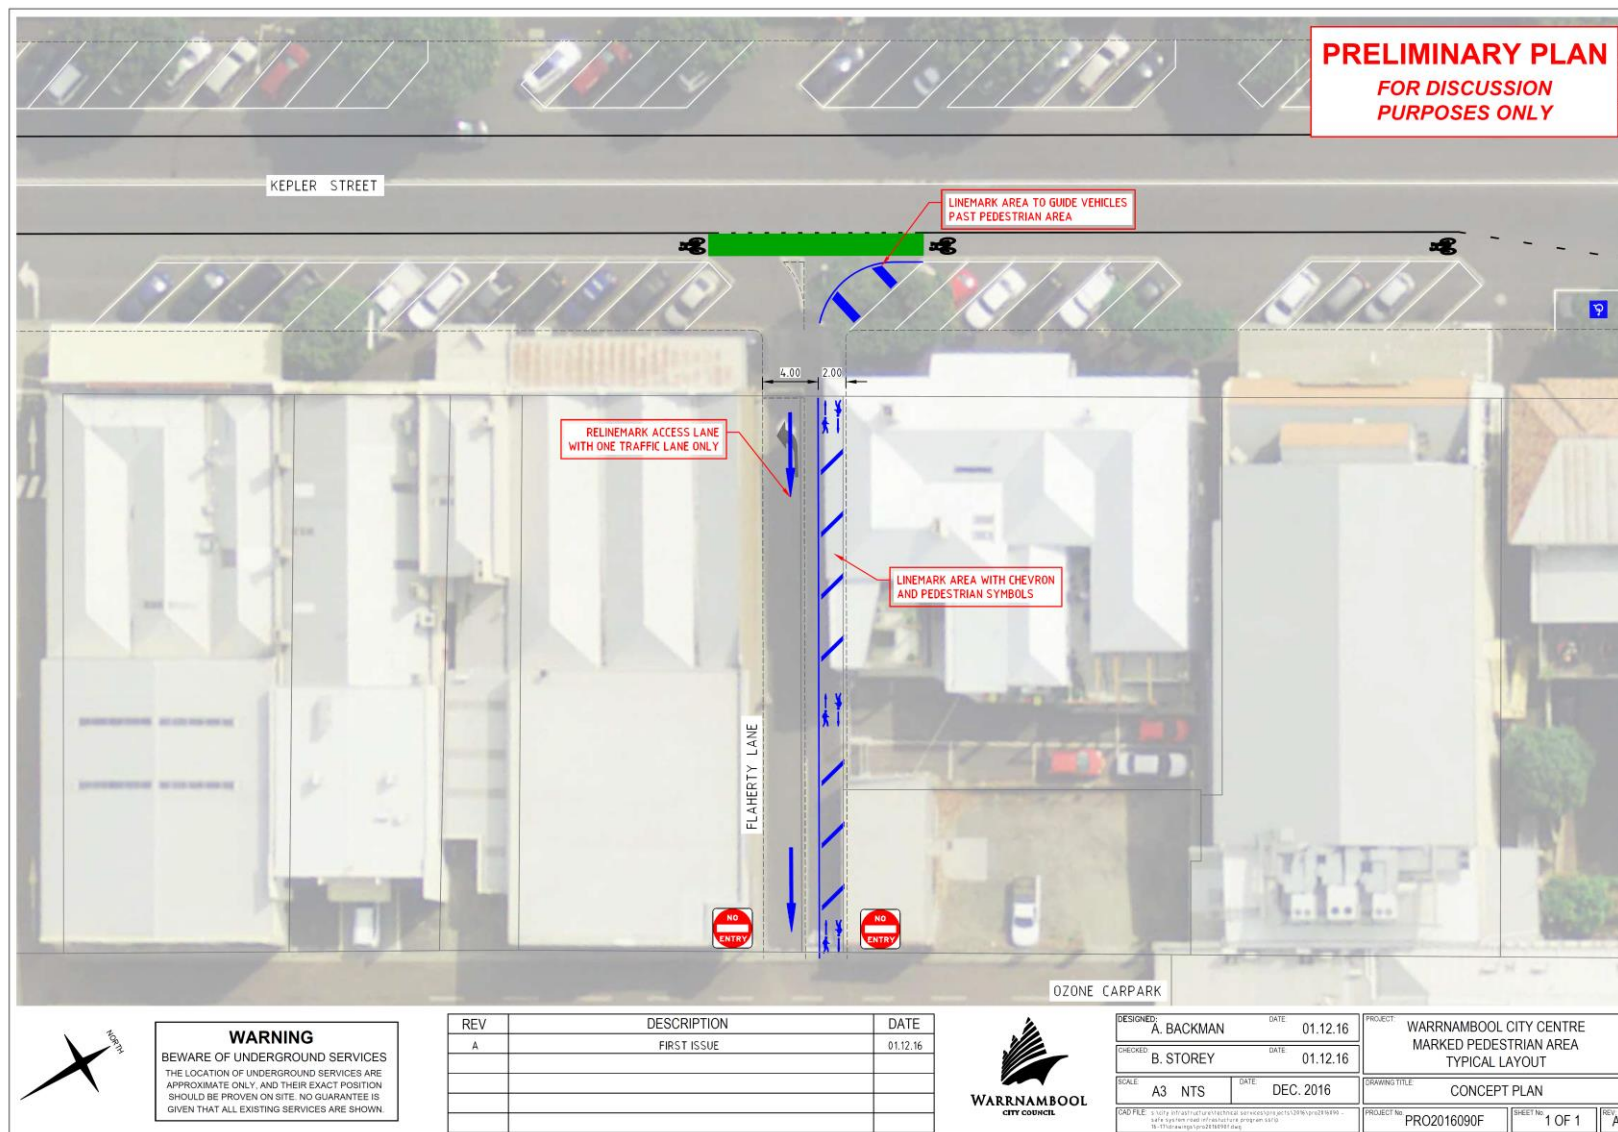 PRELIMINARY PLAN
FOR DISCUSSION
PURPOSES ONLY
KEPLER STREET
LINEMARK AREA TO GUIDE VEHICLES
PAST PEDESTRIAN AREA
4.00
2.00
RELINEMARK ACCESS LANE
WITH ONE TRAFFIC LANE ONLY
LINEMARK AREA WITH CHEVRON
AND PEDESTRIAN SYMBOLS
FLAHERTY LANE
NO
ENTRY
NO
ENTRY
OZONE CARPARK
NORTH
WARNING
BEWARE OF UNDERGROUND SERVICES
THE LOCATION OF UNDERGROUND SERVICES ARE
APPROXIMATE ONLY, AND THEIR EXACT POSITION
SHOULD BE PROVEN ON SITE. NO GUARANTEE IS
GIVEN THAT ALL EXISTING SERVICES ARE SHOWN.
REV DESCRIPTION DATE
A FIRST ISSUE 01.12.16
WARRNAMBOOL
CITY COUNCIL
DESIGNED: A. BACKMAN DATE 01.12.16
CHECKED B. STOREY DATE 01.12.16
SCALE A3 NTS DATE: DEC. 2016
CAD FILE:
PROJECT: WARRNAMBOOL CITY CENTRE
MARKED PEDESTRIAN AREA
TYPICAL LAYOUT
DRAWING TITLE: CONCEPT PLAN
PROJECT No. PRO2016090F SHEET No. 1 OF 1 REV A